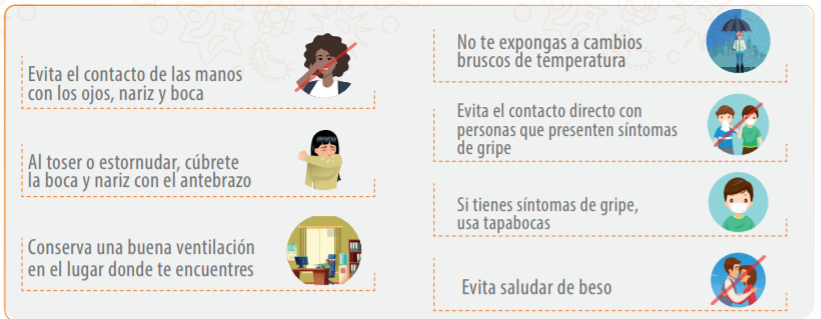 Evita el contacto de las manos
con los ojos, nariz y boca
Al toser o estornudar, cúbrete
la boca y nariz con el antebrazo
Conserva una buena ventilación
en el lugar donde te encuentres
No te expongas a cambios
bruscos de temperatura
Evita el contacto directo con
personas que presenten síntomas
de gripe
Si tienes síntomas de gripe,
usa tapabocas
Evita saludar de beso